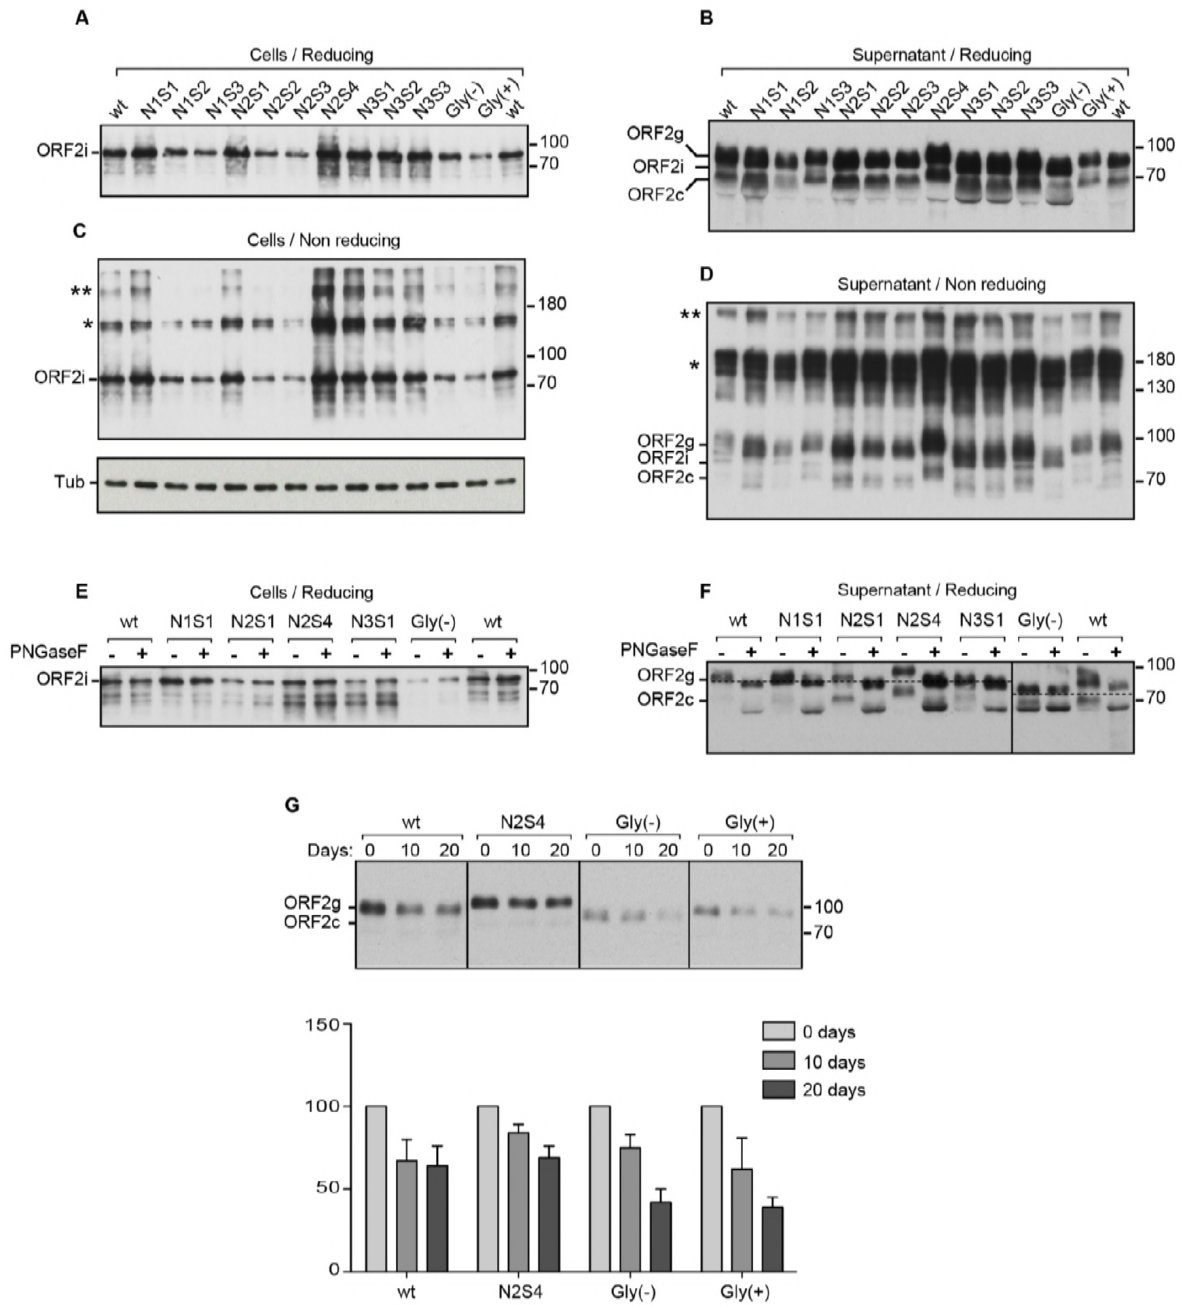 A
Cells / Reducing
wt N1S1 N1S2 N1S3 N2S1 N2S2 N2S3 N2S4 N3S1 N3S2 N3S3 Gly(-) Gly(+) wt
ORF2i
100
70
B
Supernatant / Reducing
wt N1S1 N1S2 N1S3 N2S1 N2S2 N2S3 N2S4 N3S1 N3S2 N3S3 Gly(-) Gly(+) wt
ORF2g
ORF2i
ORF2c
100
70
C
Cells / Non reducing
**
*
ORF2i
180
100
70
Tub
D
Supernatant / Non reducing
**
*
ORF2g
ORF2i
ORF2c
180
130
100
70
E
Cells / Reducing
wt N1S1 N2S1 N2S4 N3S1 Gly(-) wt
PNGaseF - + - + - + - + - + - + - +
ORF2i
100
70
F
Supernatant / Reducing
wt N1S1 N2S1 N2S4 N3S1 Gly(-) wt
PNGaseF - + - + - + - + - + - + - +
ORF2g
ORF2c
100
70
G
wt N2S4 Gly(-) Gly(+)
Days: 0 10 20 0 10 20 0 10 20 0 10 20
ORF2g
ORF2c
100
70
150
100
50
0
0 days
10 days
20 days
wt N2S4 Gly(-) Gly(+)